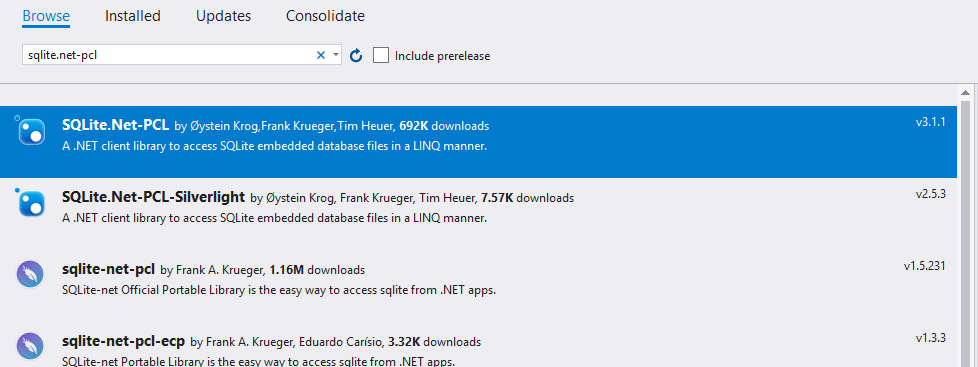 Browse Installed Updates Consolidate
sqlite.net-pcl Include prerelease
SQLite.Net-PCL by Øystein Krog,Frank Krueger,Tim Heuer, 692K downloads v3.1.1
A .NET client library to access SQLite embedded database files in a LINQ manner.
SQLite.Net-PCL-Silverlight by Øystein Krog, Frank Krueger, Tim Heuer, 7.57K downloads v2.5.3
A .NET client library to access SQLite embedded database files in a LINQ manner.
sqlite-net-pcl by Frank A. Krueger, 1.16M downloads v1.5.231
SQLite-net Official Portable Library is the easy way to access sqlite from .NET apps.
sqlite-net-pcl-ecp by Frank A. Krueger, Eduardo Carísio, 3.32K downloads v1.3.3
SQLite-net Portable Library is the easy way to access sqlite from .NET apps.